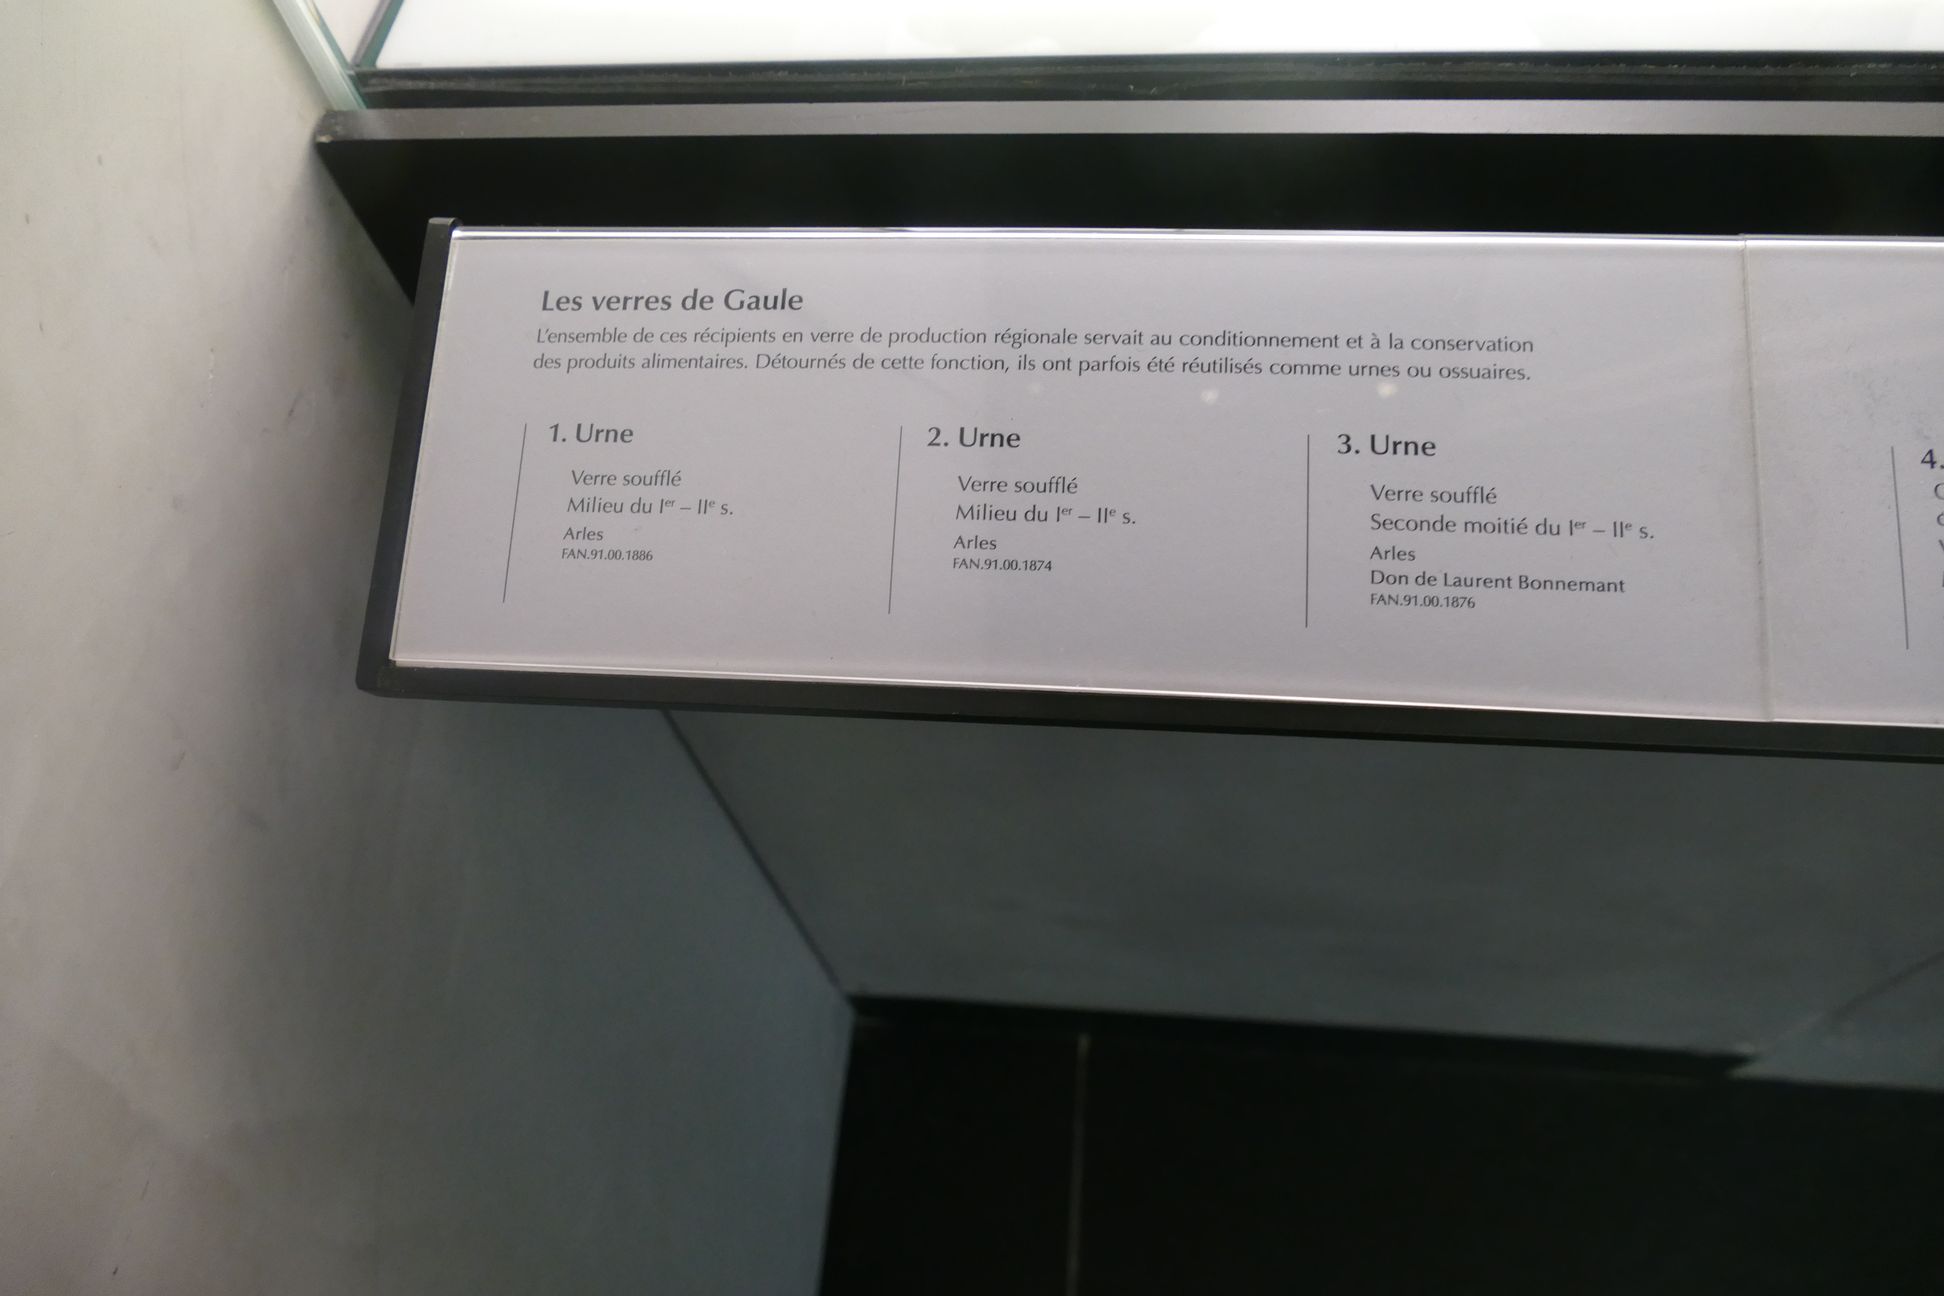 Les verres de Gaule
L'ensemble de ces récipients en verre de production régionale servait au conditionnement et à la conservation
des produits alimentaires. Détournés de cette fonction, ils ont parfois été réutilisés comme urnes ou ossuaires.
1. Urne
Verre soufflé
Milieu du Ier – IIe s.
Arles
FAN.91.00.1886
2. Urne
Verre soufflé
Milieu du Ier – IIe s.
Arles
FAN.91.00.1874
3. Urne
Verre soufflé
Seconde moitié du Ier – IIe s.
Arles
Don de Laurent Bonnemant
FAN.91.00.1876
4.